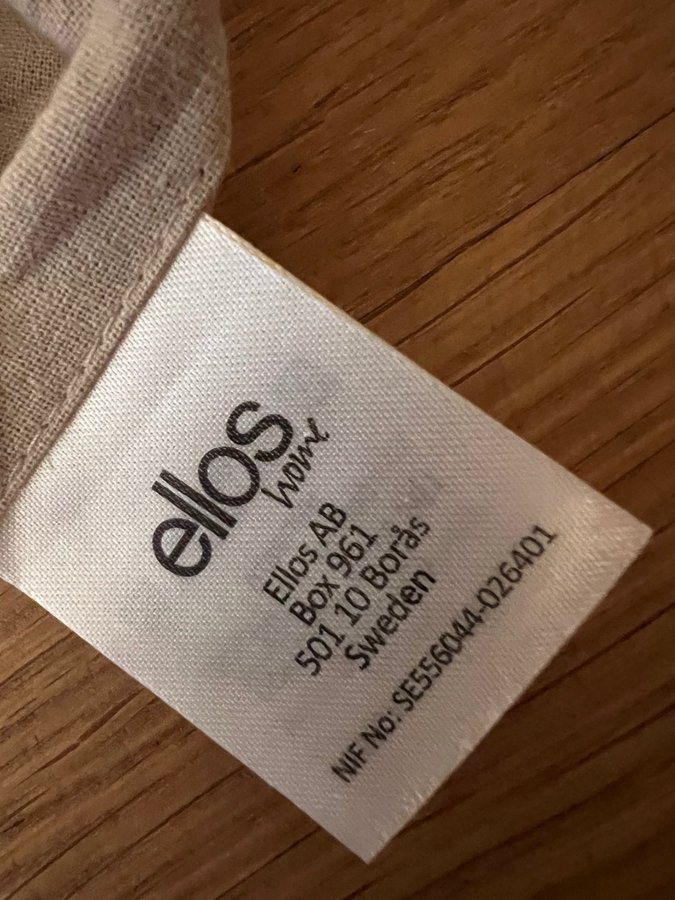 ellos
home
Ellos AB
Box 961
501 10 Borås
Sweden
NIF No: SE556044-026401